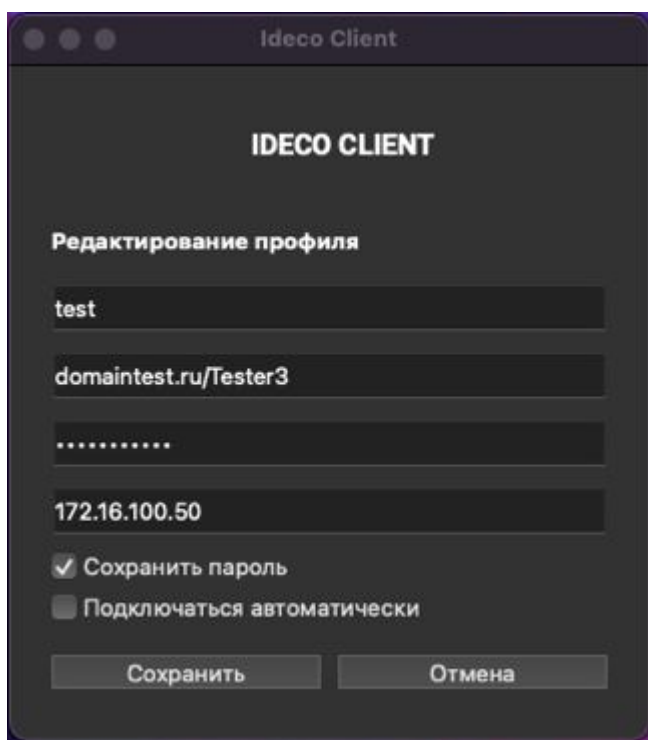 Ideco Client
IDECO CLIENT
Редактирование профиля
test
domaintest.ru/Tester3
•••••••••••
172.16.100.50
Сохранить пароль
Подключаться автоматически
Сохранить Отмена